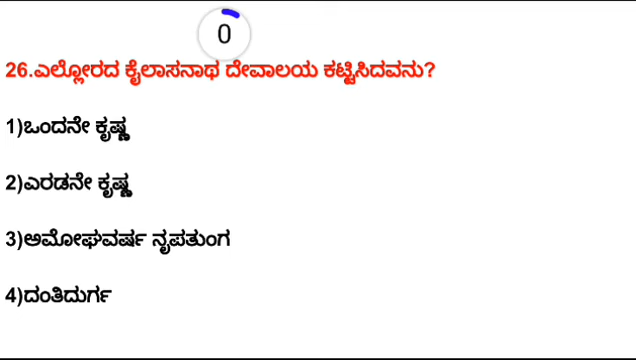 0
26.ಎಲ್ಲೋರದ ಕೈಲಾಸನಾಥ ದೇವಾಲಯ ಕಟ್ಟಿಸಿದವನು?
1)ಒಂದನೇ ಕೃಷ್ಣ
2)ಎರಡನೇ ಕೃಷ್ಣ
3)ಅಮೋಘವರ್ಷ ನೃಪತುಂಗ
4)ದಂತಿದುರ್ಗ